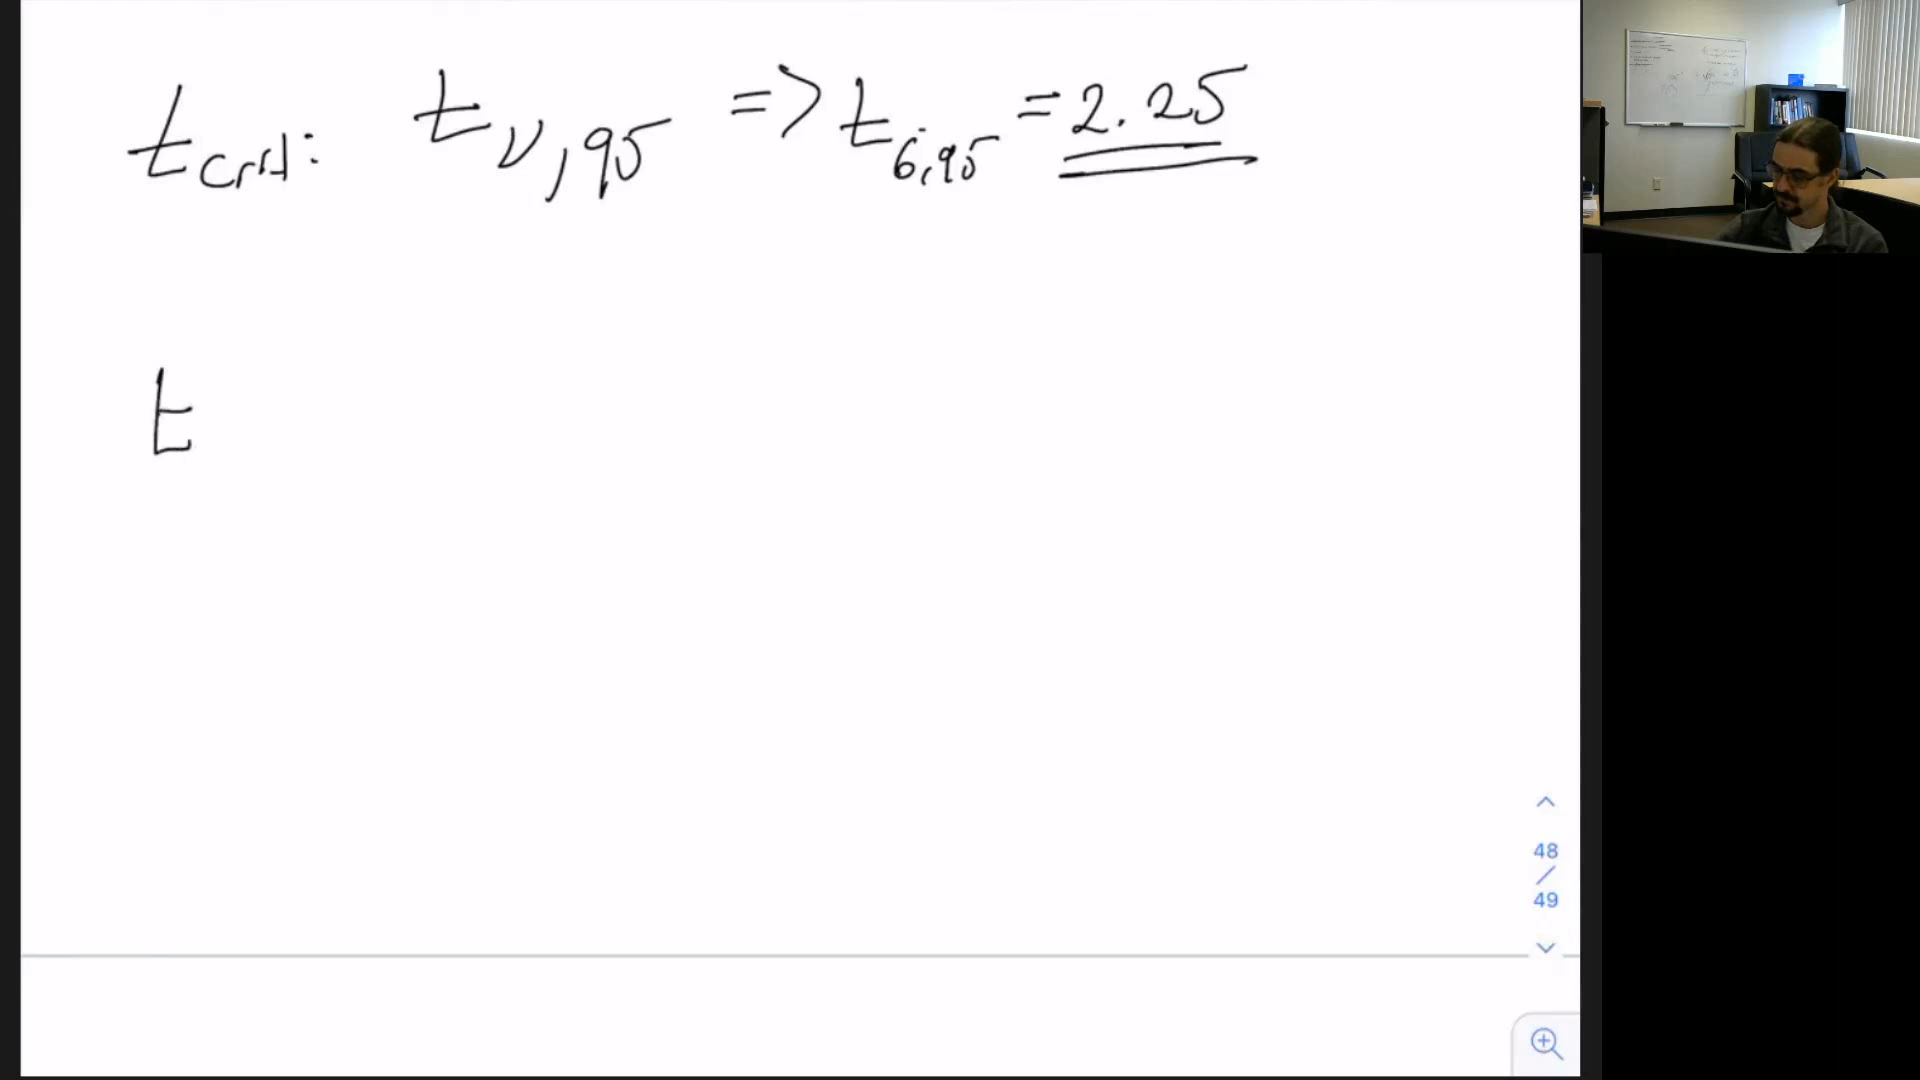 t_crit: t_ν,95 => t_6,95 = 2.25
t
48
/
49